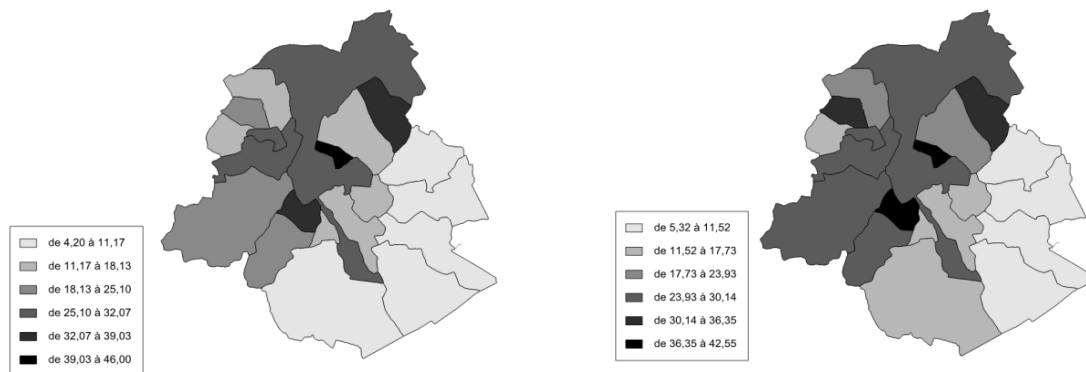 de 4,20 à 11,17
de 11,17 à 18,13
de 18,13 à 25,10
de 25,10 à 32,07
de 32,07 à 39,03
de 39,03 à 46,00
de 5,32 à 11,52
de 11,52 à 17,73
de 17,73 à 23,93
de 23,93 à 30,14
de 30,14 à 36,35
de 36,35 à 42,55